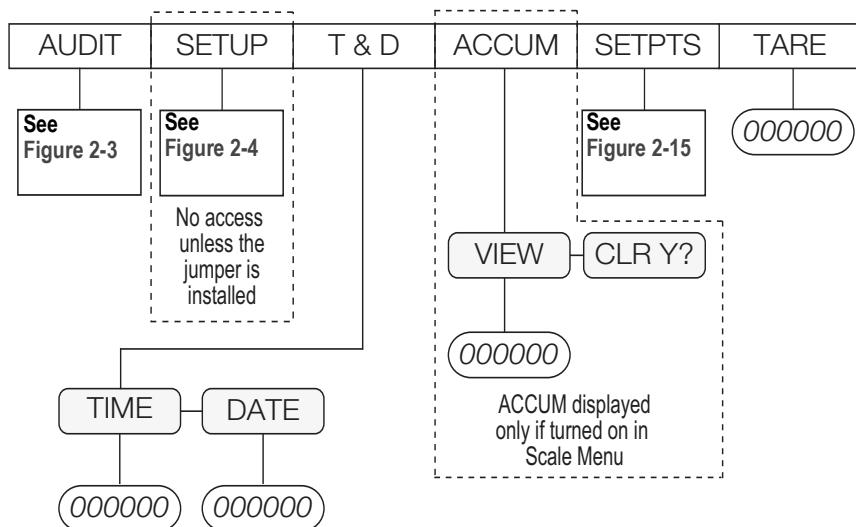 AUDIT
SETUP
T & D
ACCUM
SETPTS
TARE
See
Figure 2-3
See
Figure 2-4
See
Figure 2-15
000000
No access
unless the
jumper is
installed
VIEW
CLR Y?
000000
ACCUM displayed
only if turned on in
Scale Menu
TIME
DATE
000000
000000